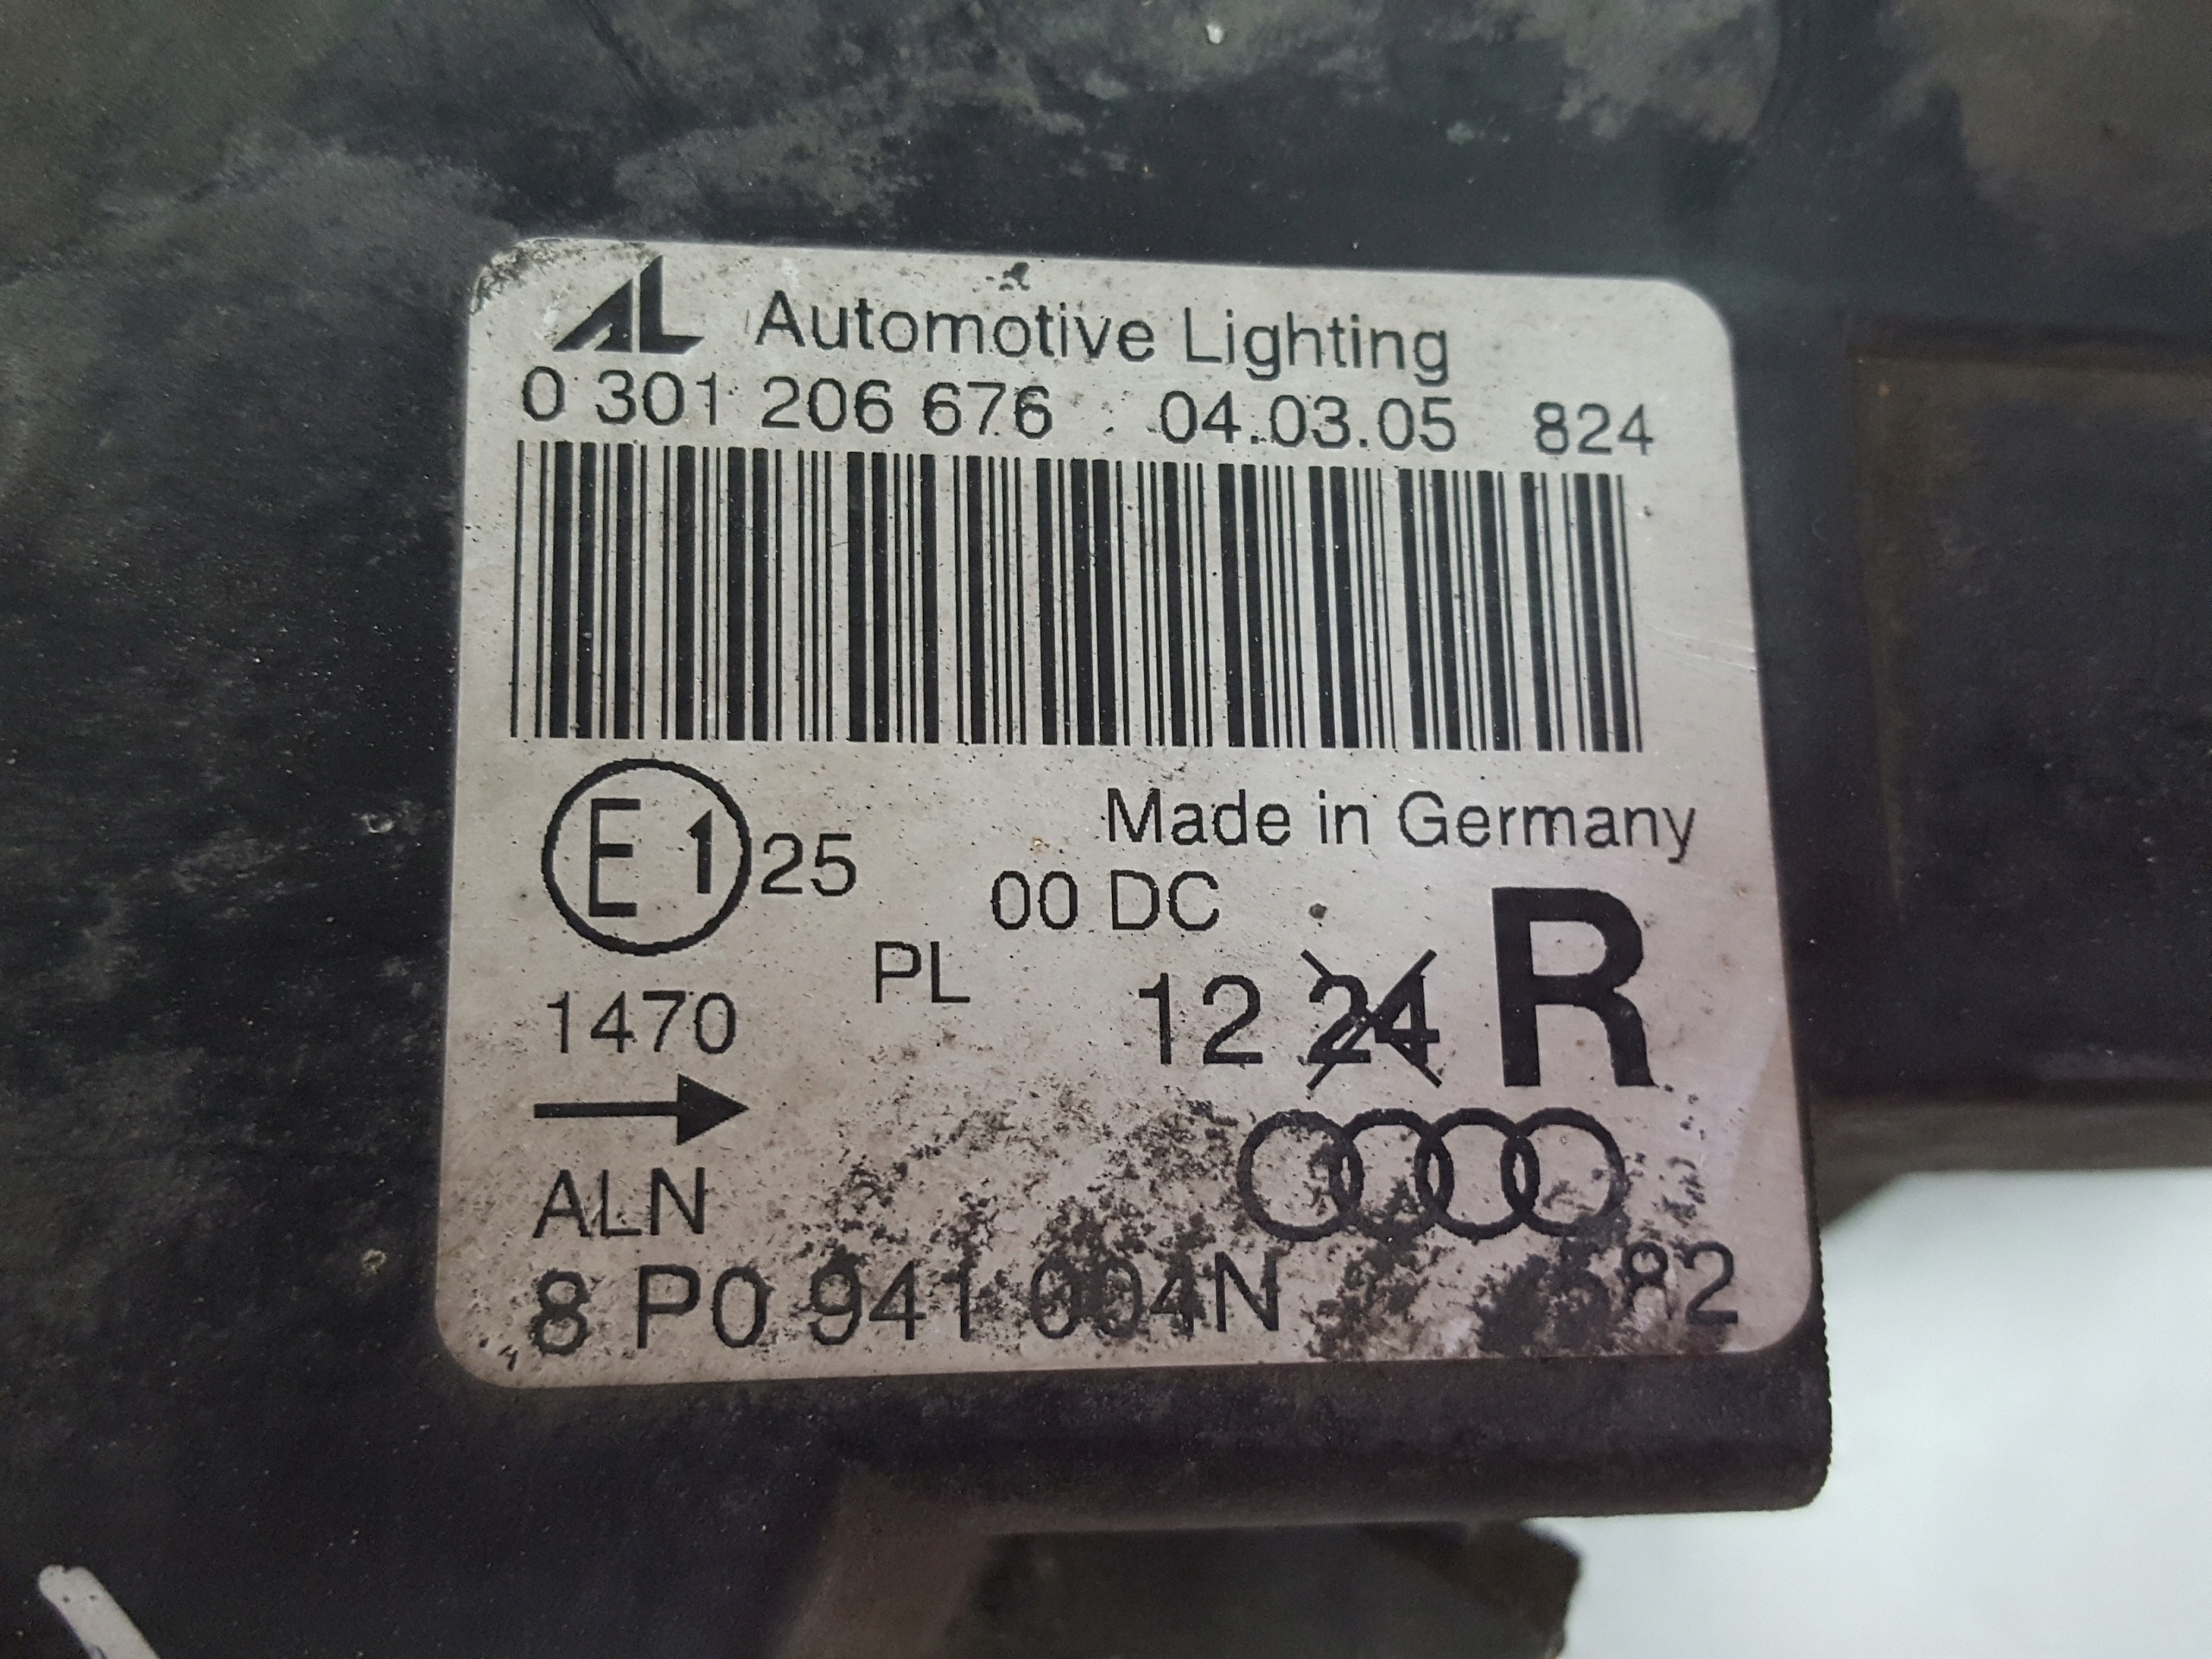 AL Automotive Lighting
0 301 206 676 04.03.05 824
E1 25
Made in Germany
00 DC
PL
12 24 R
1470
ALN
8 P0 941 004N 582